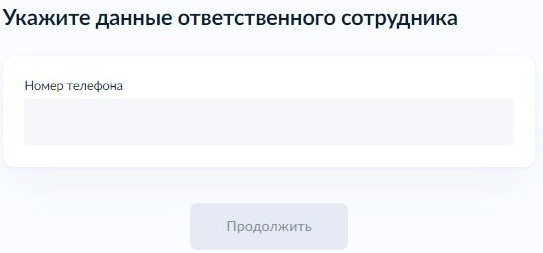 Укажите данные ответственного сотрудника
Номер телефона
Продолжить